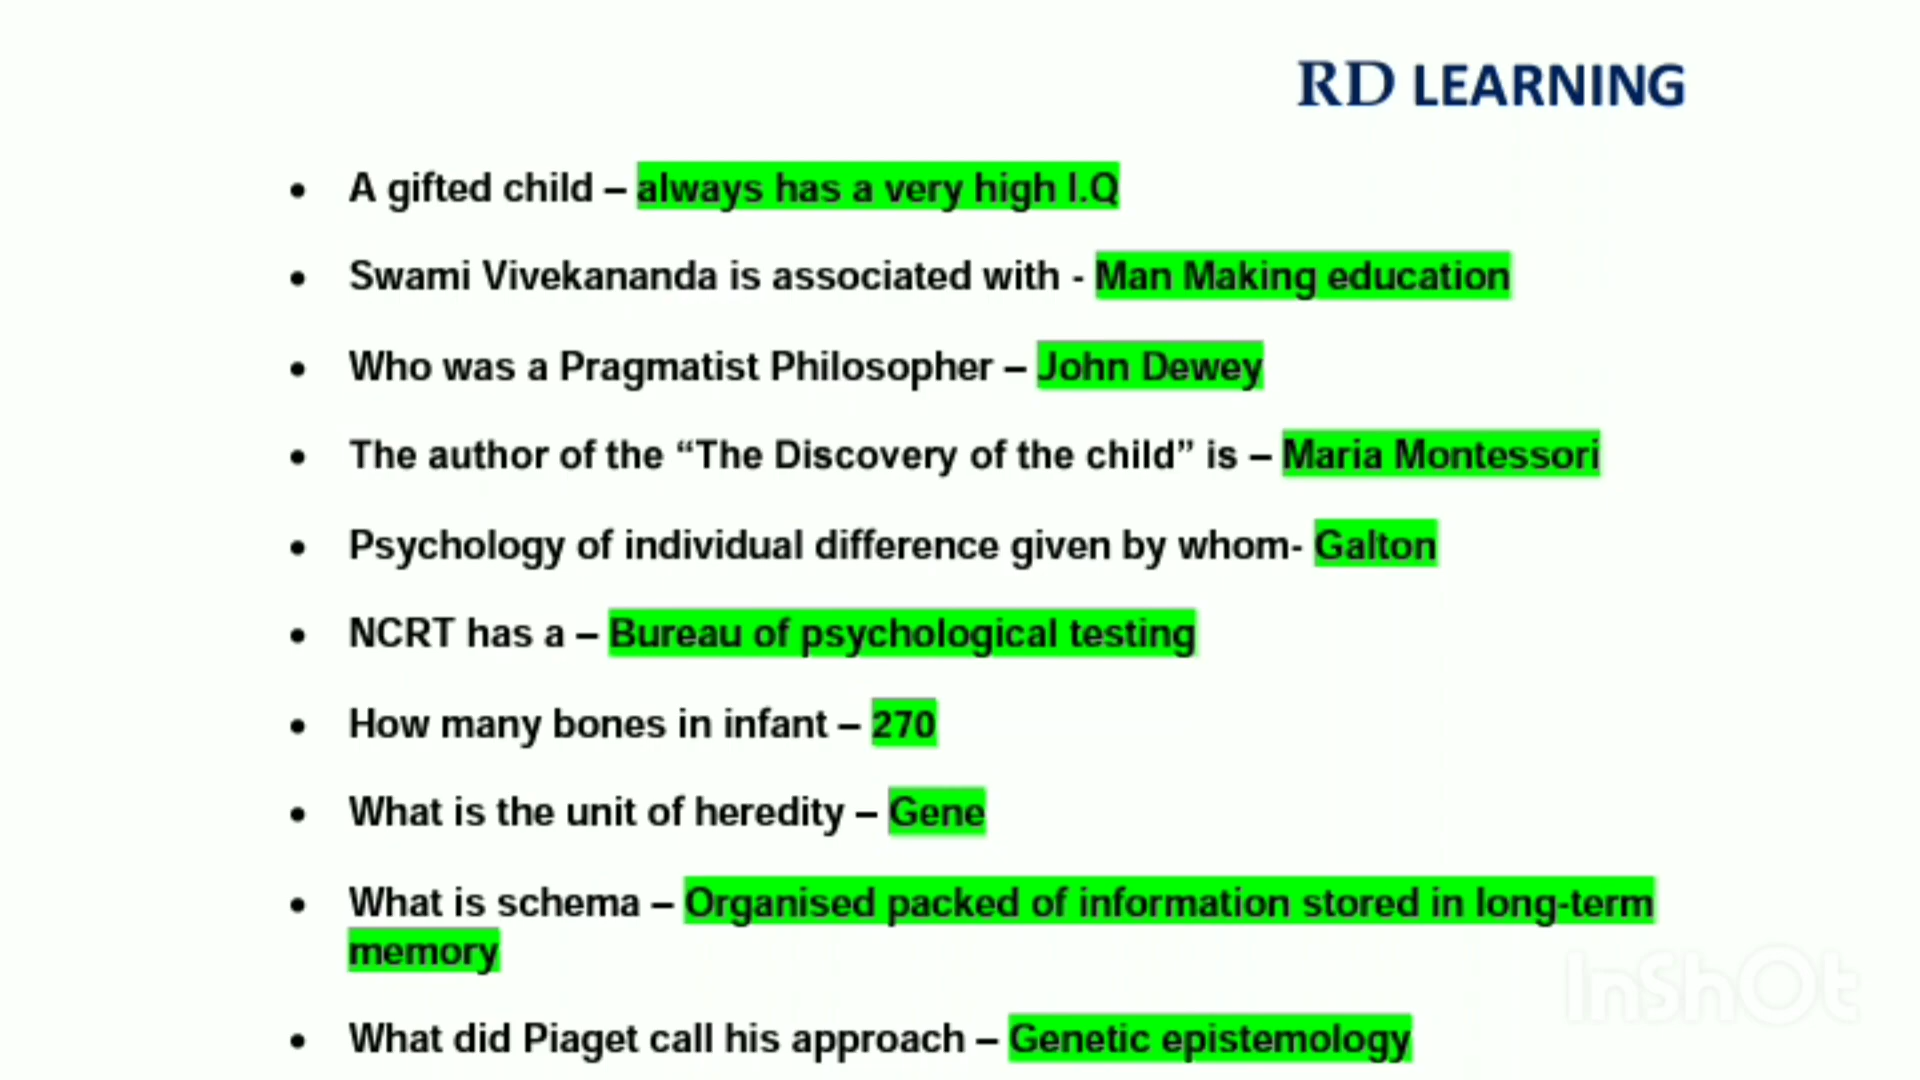 RD LEARNING
• A gifted child – always has a very high I.Q
• Swami Vivekananda is associated with - Man Making education
• Who was a Pragmatist Philosopher – John Dewey
• The author of the “The Discovery of the child” is – Maria Montessori
• Psychology of individual difference given by whom- Galton
• NCRT has a – Bureau of psychological testing
• How many bones in infant – 270
• What is the unit of heredity – Gene
• What is schema – Organised packed of information stored in long-term
memory
InShOt
• What did Piaget call his approach – Genetic epistemology